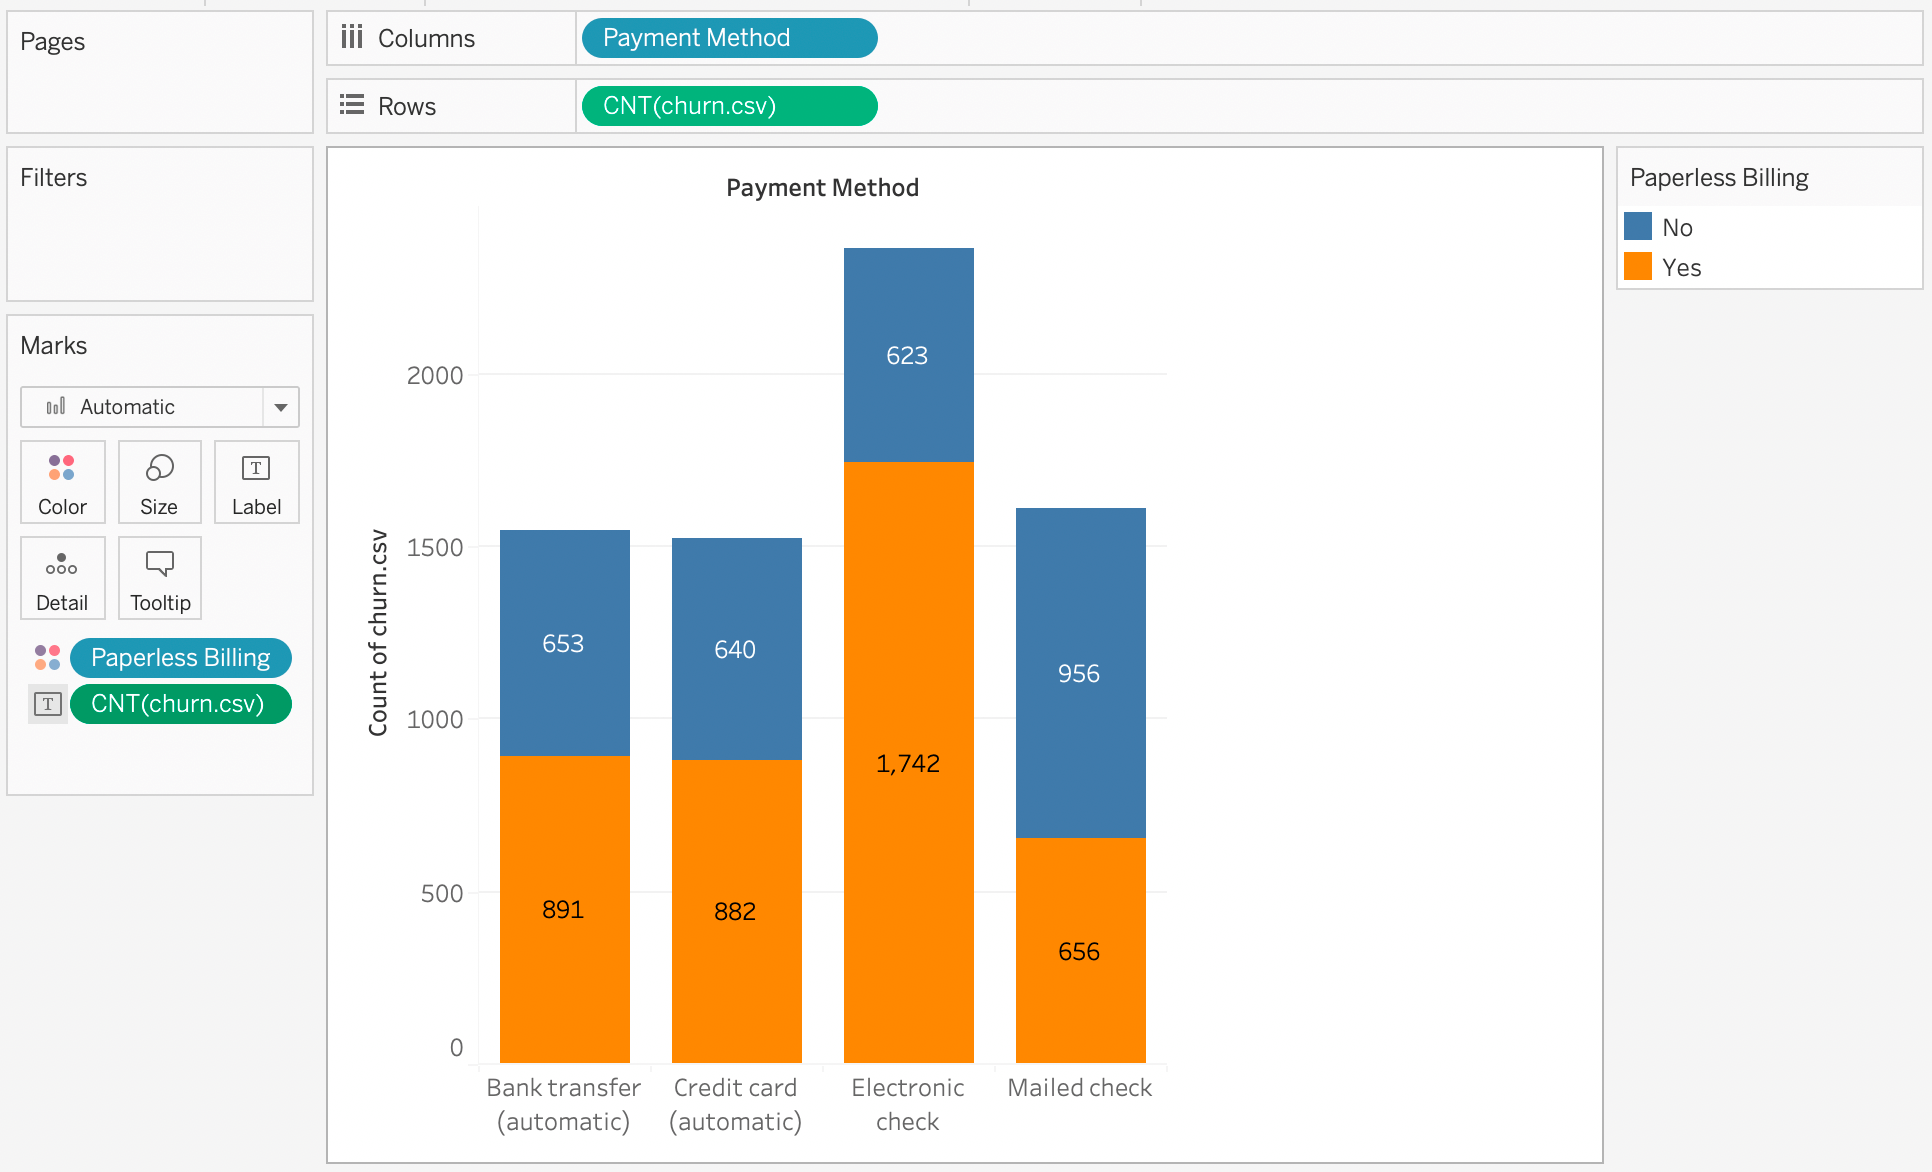 Pages
Columns
Payment Method
Rows
CNT(churn.csv)
Filters
Marks
Automatic
Color
Size
Label
Detail
Tooltip
Paperless Billing
CNT(churn.csv)
Payment Method
Count of churn.csv
2000
1500
1000
500
0
623
653
640
956
1,742
891
882
656
Bank transfer
(automatic)
Credit card
(automatic)
Electronic
check
Mailed check
Paperless Billing
No
Yes